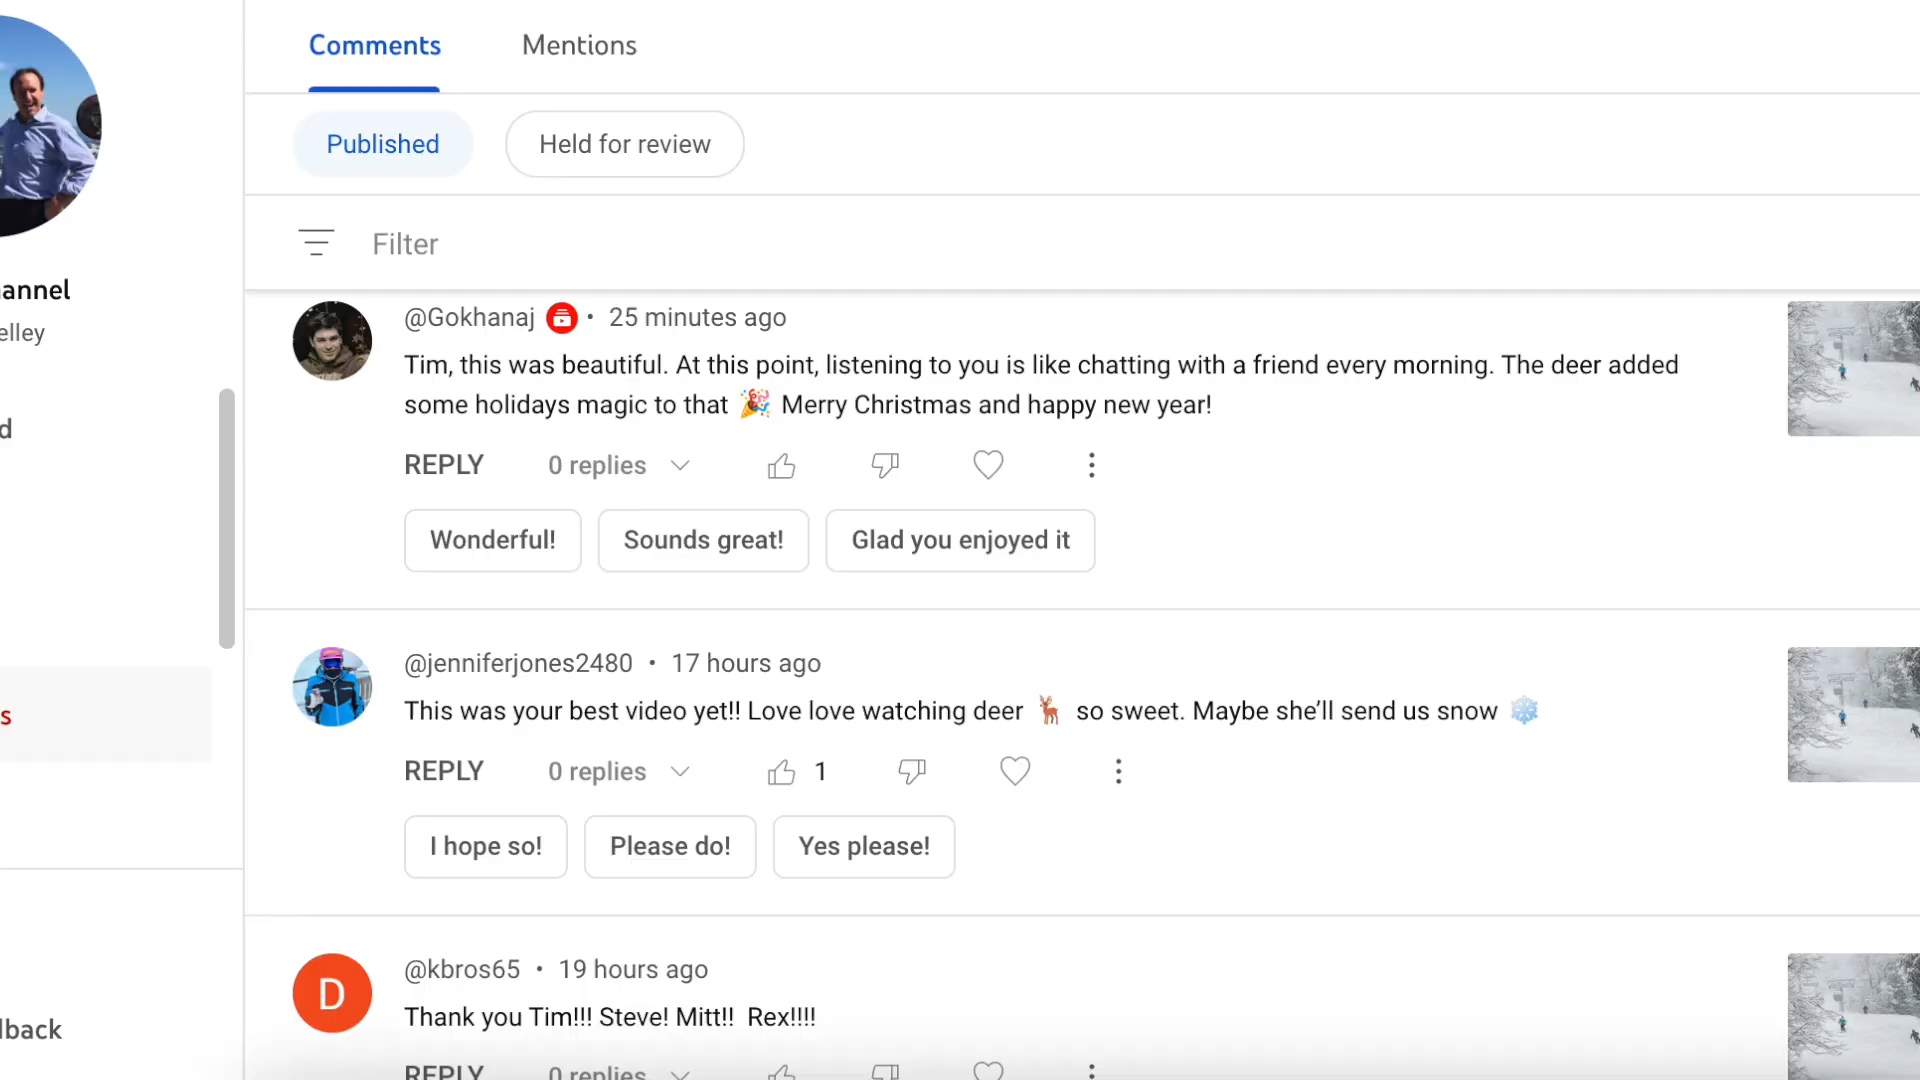 Comments
Mentions
Published
Held for review
Filter
annel
elley
d
s
lback
@Gokhanaj • 25 minutes ago
Tim, this was beautiful. At this point, listening to you is like chatting with a friend every morning. The deer added
some holidays magic to that 🎉 Merry Christmas and happy new year!
REPLY 0 replies
Wonderful! Sounds great! Glad you enjoyed it
@jenniferjones2480 • 17 hours ago
This was your best video yet!! Love love watching deer 🦌 so sweet. Maybe she’ll send us snow ❄️
REPLY 0 replies 1
I hope so! Please do! Yes please!
D
@kbros65 • 19 hours ago
Thank you Tim!!! Steve! Mitt!! Rex!!!!
REPLY 0 replies